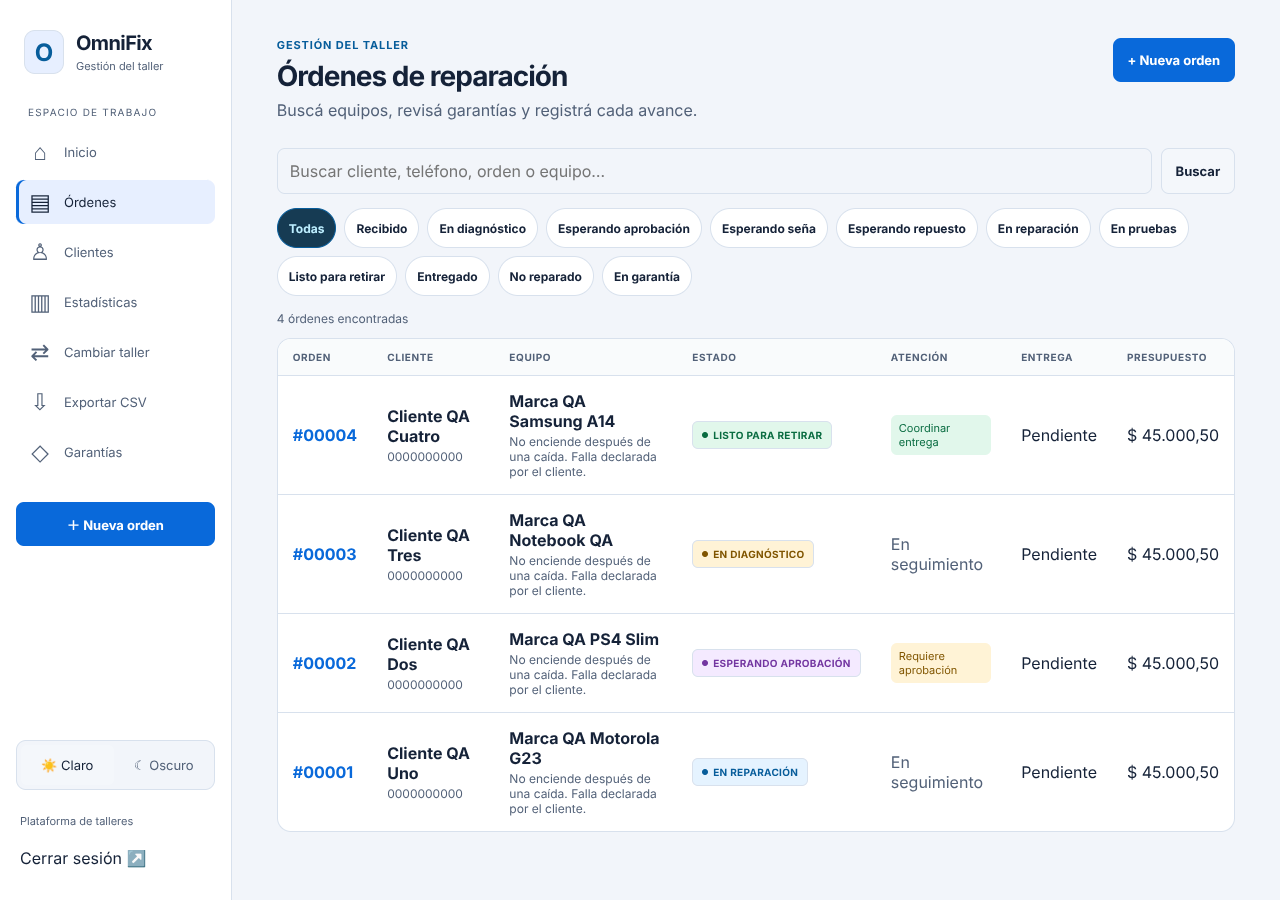 O
OmniFix
Gestión del taller
ESPACIO DE TRABAJO
Inicio
Órdenes
Clientes
Estadísticas
Cambiar taller
Exportar CSV
Garantías
+ Nueva orden
Claro
Oscuro
Plataforma de talleres
Cerrar sesión
GESTIÓN DEL TALLER
Órdenes de reparación
Buscá equipos, revisá garantías y registrá cada avance.
+ Nueva orden
Buscar cliente, teléfono, orden o equipo...
Buscar
Todas Recibido En diagnóstico Esperando aprobación Esperando seña Esperando repuesto En reparación En pruebas
Listo para retirar Entregado No reparado En garantía
4 órdenes encontradas
ORDEN CLIENTE EQUIPO ESTADO ATENCIÓN ENTREGA PRESUPUESTO
#00004
Cliente QA
Cuatro
0000000000
Marca QA
Samsung A14
No enciende después de
una caída. Falla declarada
por el cliente.
LISTO PARA RETIRAR
Coordinar
entrega
Pendiente
$ 45.000,50
#00003
Cliente QA
Tres
0000000000
Marca QA
Notebook QA
No enciende después de
una caída. Falla declarada
por el cliente.
EN DIAGNÓSTICO
En
seguimiento
Pendiente
$ 45.000,50
#00002
Cliente QA
Dos
0000000000
Marca QA PS4 Slim
No enciende después de
una caída. Falla declarada
por el cliente.
ESPERANDO APROBACIÓN
Requiere
aprobación
Pendiente
$ 45.000,50
#00001
Cliente QA
Uno
0000000000
Marca QA Motorola
G23
No enciende después de
una caída. Falla declarada
por el cliente.
EN REPARACIÓN
En
seguimiento
Pendiente
$ 45.000,50